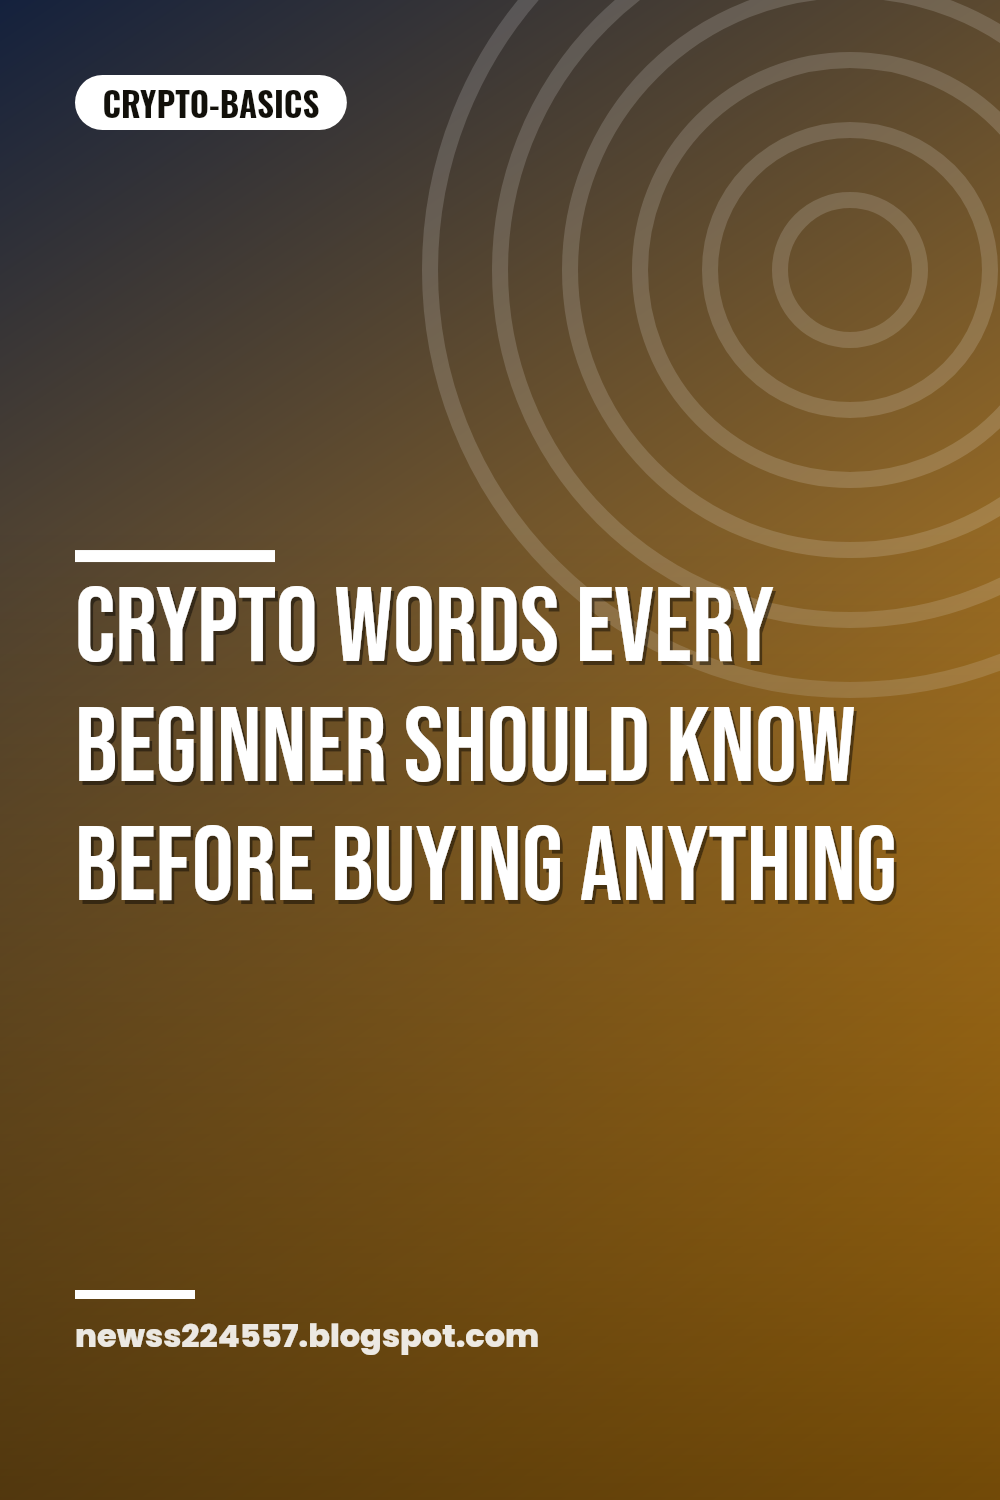 CRYPTO-BASICS
CRYPTO WORDS EVERY
BEGINNER SHOULD KNOW
BEFORE BUYING ANYTHING
newss224557.blogspot.com